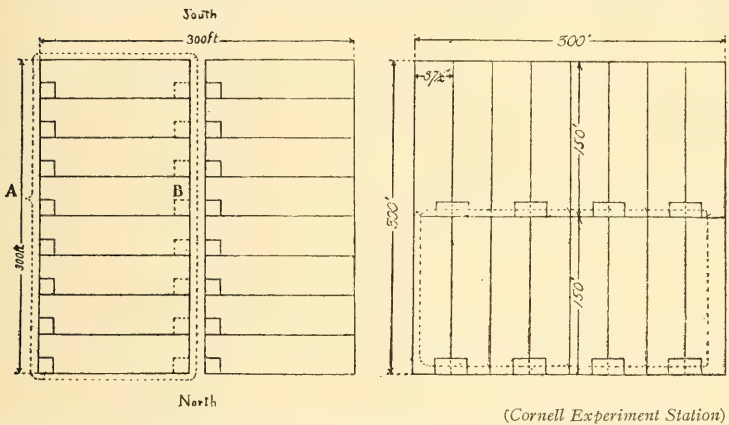 South
300ft
A
B
300ft
North
300'
37½'
150'
300'
150'
(Cornell Experiment Station)